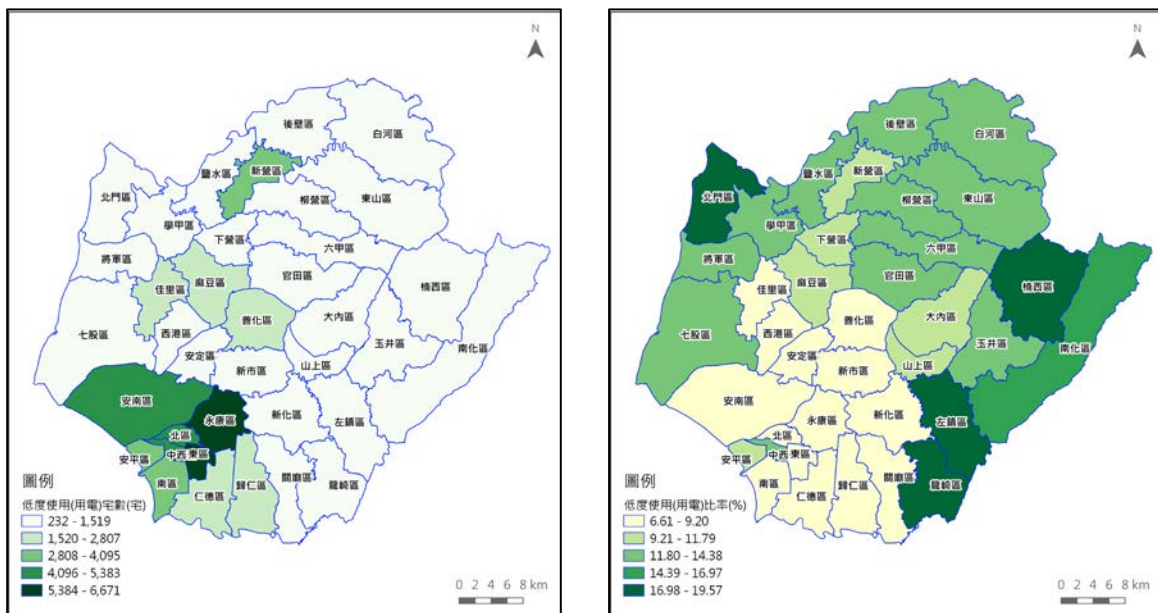 N
後壁區
白河區
鹽水區
新營區
北門區
柳營區
東山區
學甲區
下營區
六甲區
將軍區
官田區
楠西區
佳里區
麻豆區
善化區
大內區
七股區
西港區
玉井區
南化區
安定區
新市區
山上區
安南區
永康區
新化區
左鎮區
北區
安平區
中西
東區
南區
仁德區
歸仁區
關廟區
龍崎區
圖例
低度使用(用電)宅數(宅)
232 - 1,519
1,520 - 2,807
2,808 - 4,095
4,096 - 5,383
5,384 - 6,671
0 2 4 6 8 km
N
後壁區
白河區
鹽水區
新營區
北門區
柳營區
東山區
學甲區
下營區
六甲區
將軍區
官田區
楠西區
佳里區
麻豆區
善化區
大內區
七股區
西港區
玉井區
南化區
安定區
新市區
山上區
安南區
永康區
新化區
左鎮區
北區
安平區
中西
東區
南區
仁德區
歸仁區
關廟區
龍崎區
圖例
低度使用(用電)比率(%)
6.61 - 9.20
9.21 - 11.79
11.80 - 14.38
14.39 - 16.97
16.98 - 19.57
0 2 4 6 8 km